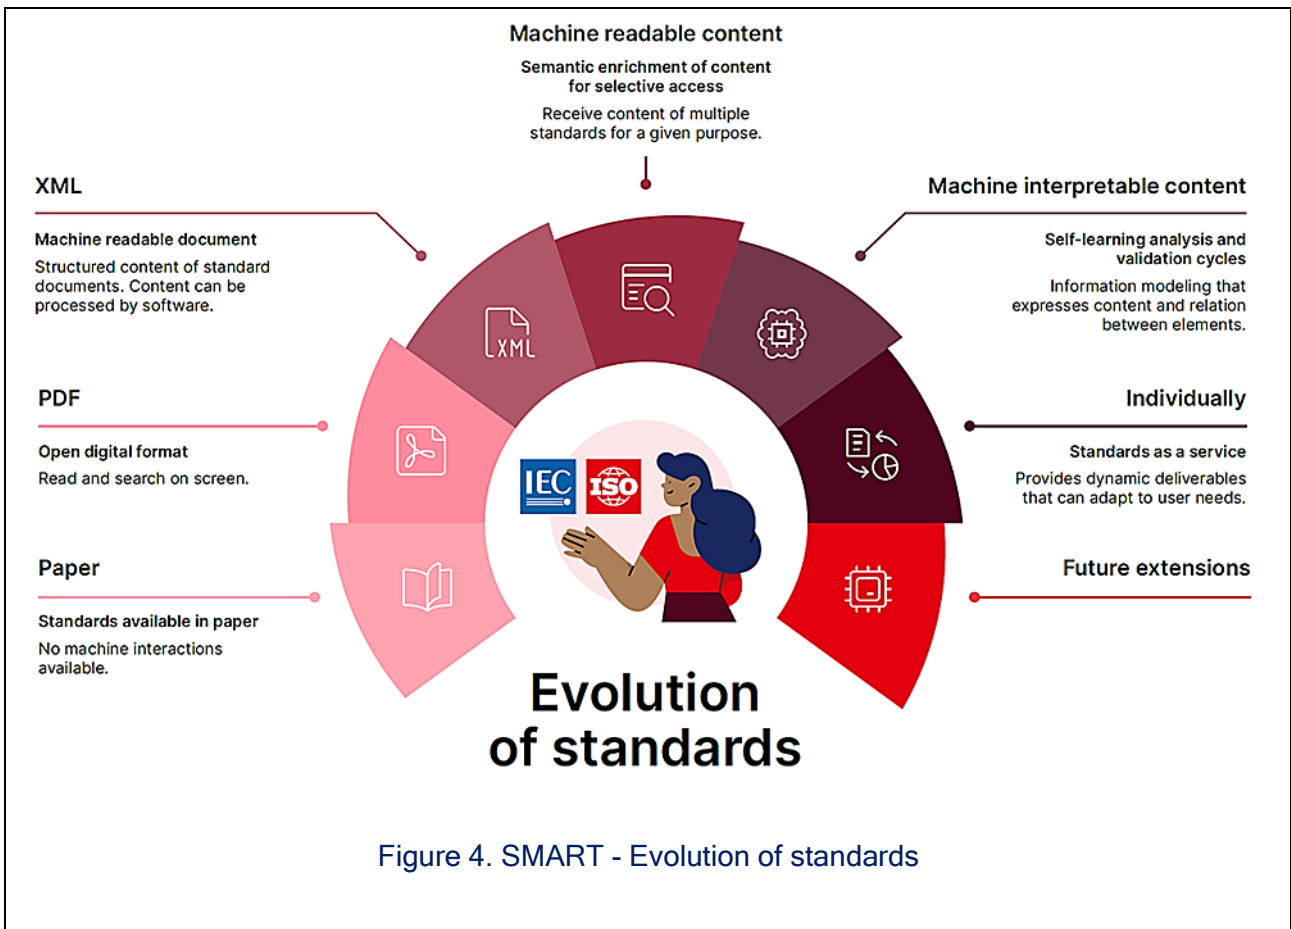 Machine readable content
Semantic enrichment of content
for selective access
Receive content of multiple
standards for a given purpose.
XML
Machine readable document
Structured content of standard
documents. Content can be
processed by software.
Machine interpretable content
Self-learning analysis and
validation cycles
Information modeling that
expresses content and relation
between elements.
XML
PDF
Open digital format
Read and search on screen.
Individually
Standards as a service
Provides dynamic deliverables
that can adapt to user needs.
IEC
ISO
Paper
Standards available in paper
No machine interactions
available.
Future extensions
Evolution
of standards
Figure 4. SMART - Evolution of standards